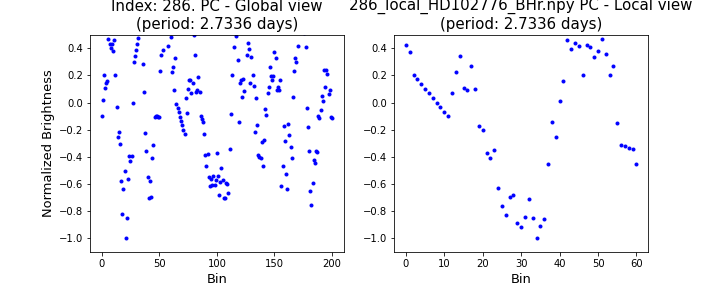 Index: 286. PC - Global view
(period: 2.7336 days)
286_local_HD102776_BHr.npy PC - Local view
(period: 2.7336 days)
Normalized Brightness
0.4
0.2
0.0
−0.2
−0.4
−0.6
−0.8
−1.0
0 50 100 150 200
Bin
0.4
0.2
0.0
−0.2
−0.4
−0.6
−0.8
−1.0
0 10 20 30 40 50 60
Bin